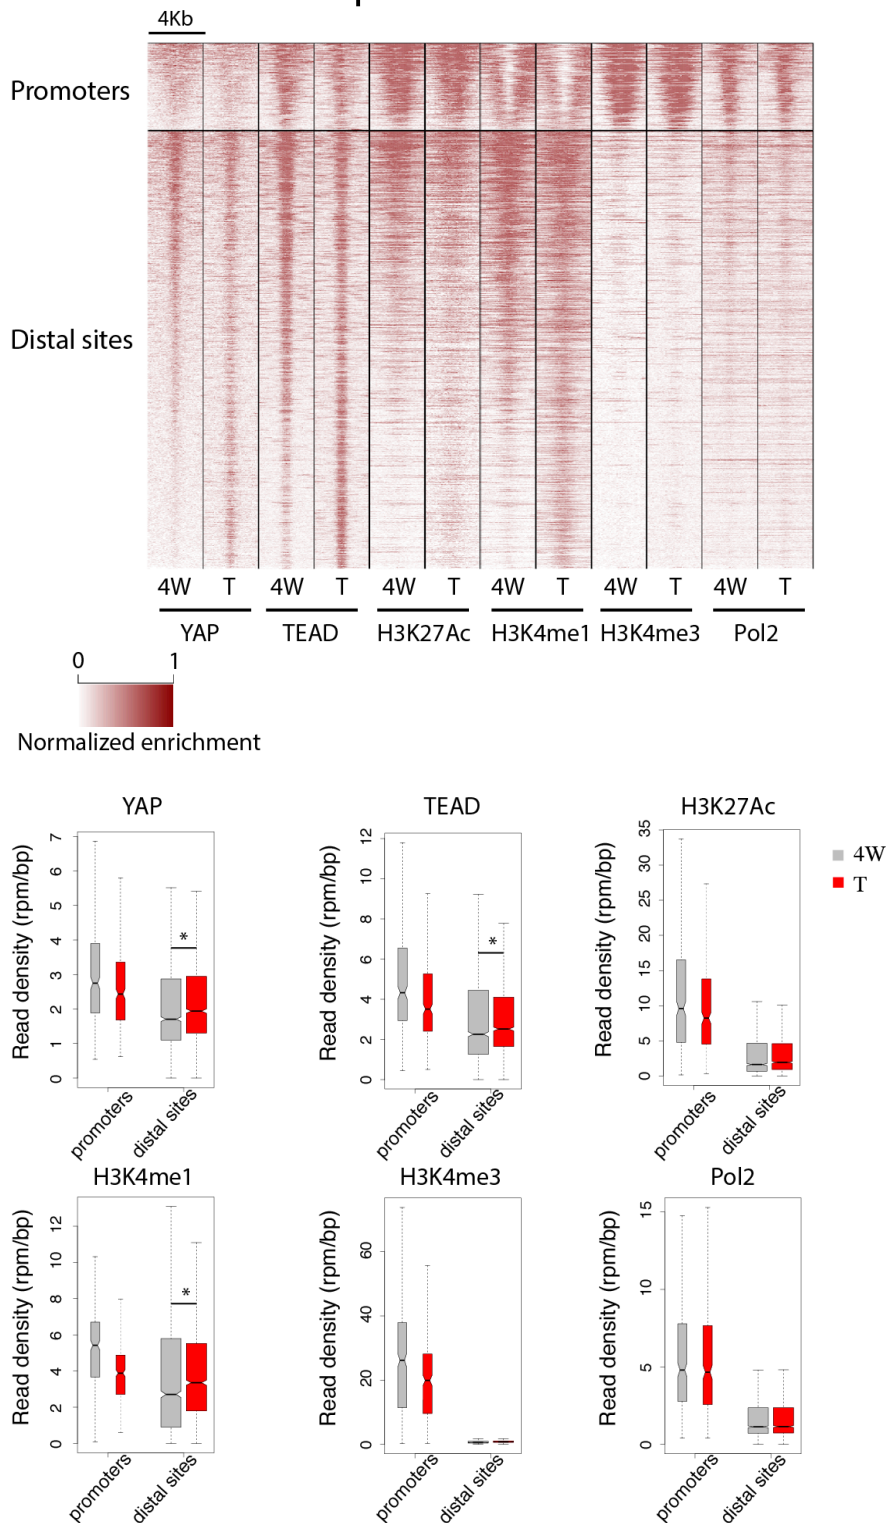 4Kb
Promoters
Distal sites
4W T 4W T 4W T 4W T 4W T 4W T
YAP TEAD H3K27Ac H3K4me1 H3K4me3 Pol2
0 1
Normalized enrichment
YAP
Read density (rpm/bp)
0 1 2 3 4 5 6 7
promoters
distal sites
TEAD
Read density (rpm/bp)
0 2 4 6 8 10 12
promoters
distal sites
H3K27Ac
Read density (rpm/bp)
0 5 10 15 20 25 30 35
promoters
distal sites
4W
T
*
*
H3K4me1
Read density (rpm/bp)
0 2 4 6 8 10 12
promoters
distal sites
*
H3K4me3
Read density (rpm/bp)
0 20 40 60
promoters
distal sites
Pol2
Read density (rpm/bp)
0 5 10 15
promoters
distal sites